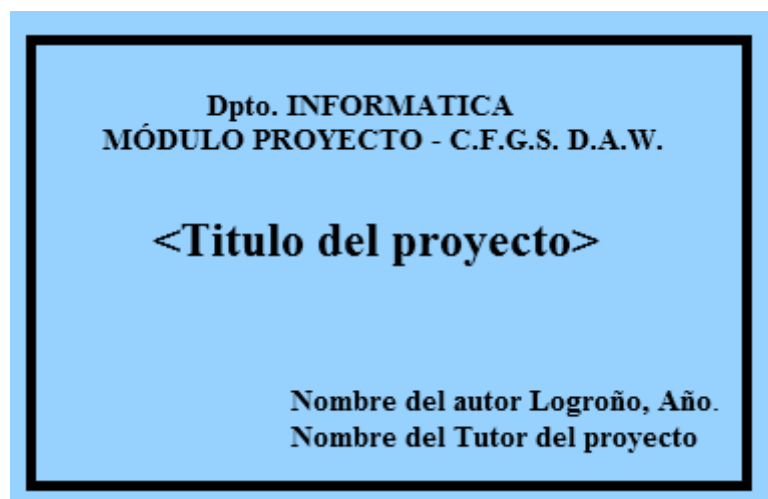 Dpto. INFORMATICA
MÓDULO PROYECTO - C.F.G.S. D.A.W.
<Titulo del proyecto>
Nombre del autor Logroño, Año.
Nombre del Tutor del proyecto